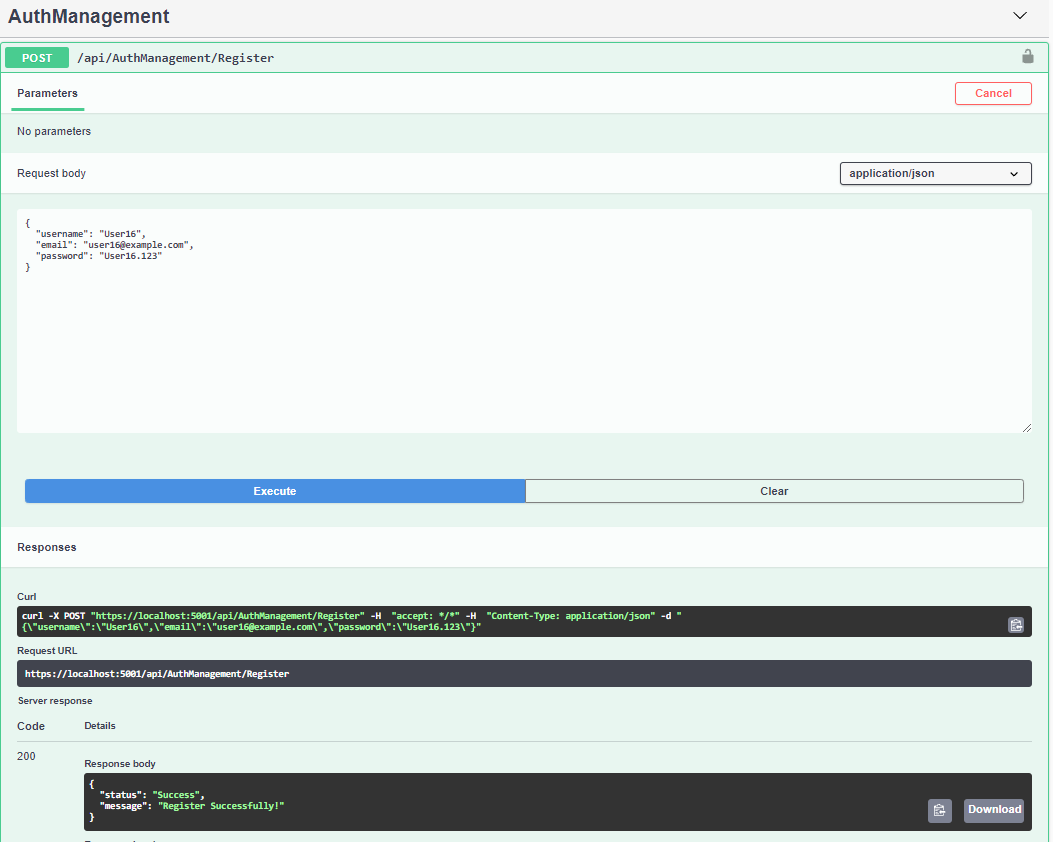 AuthManagement
POST /api/AuthManagement/Register
Parameters
Cancel
No parameters
Request body
application/json
{
"username": "User16",
"email": "user16@example.com",
"password": "User16.123"
}
Execute
Clear
Responses
Curl
curl -X POST "https://localhost:5001/api/AuthManagement/Register" -H  "accept: */*" -H  "Content-Type: application/json" -d "
{\"username\":\"User16\",\"email\":\"user16@example.com\",\"password\":\"User16.123\"}"
Request URL
https://localhost:5001/api/AuthManagement/Register
Server response
Code Details
200
Response body
{
"status": "Success",
"message": "Register Successfully!"
}
Download